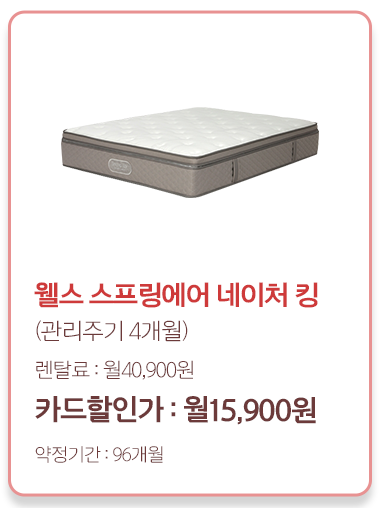 웰스 스프링에어 네이처 킹
(관리주기 4개월)
렌탈료 : 월40,900원
카드할인가 : 월15,900원
약정기간 : 96개월